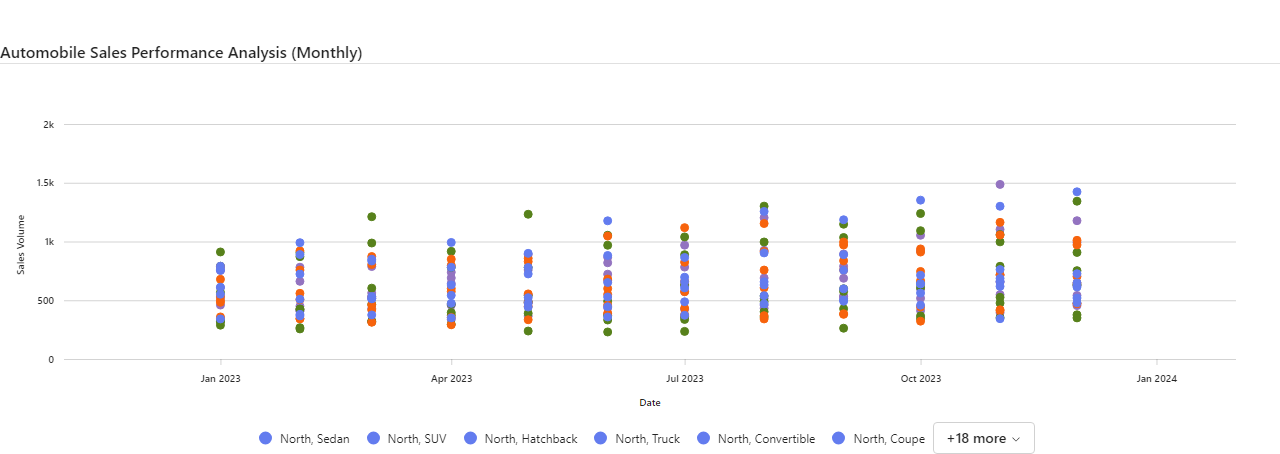 Automobile Sales Performance Analysis (Monthly)
2k
1.5k
1k
500
0
Sales Volume
Jan 2023 Apr 2023 Jul 2023 Oct 2023 Jan 2024
Date
North, Sedan North, SUV North, Hatchback North, Truck North, Convertible North, Coupe +18 more